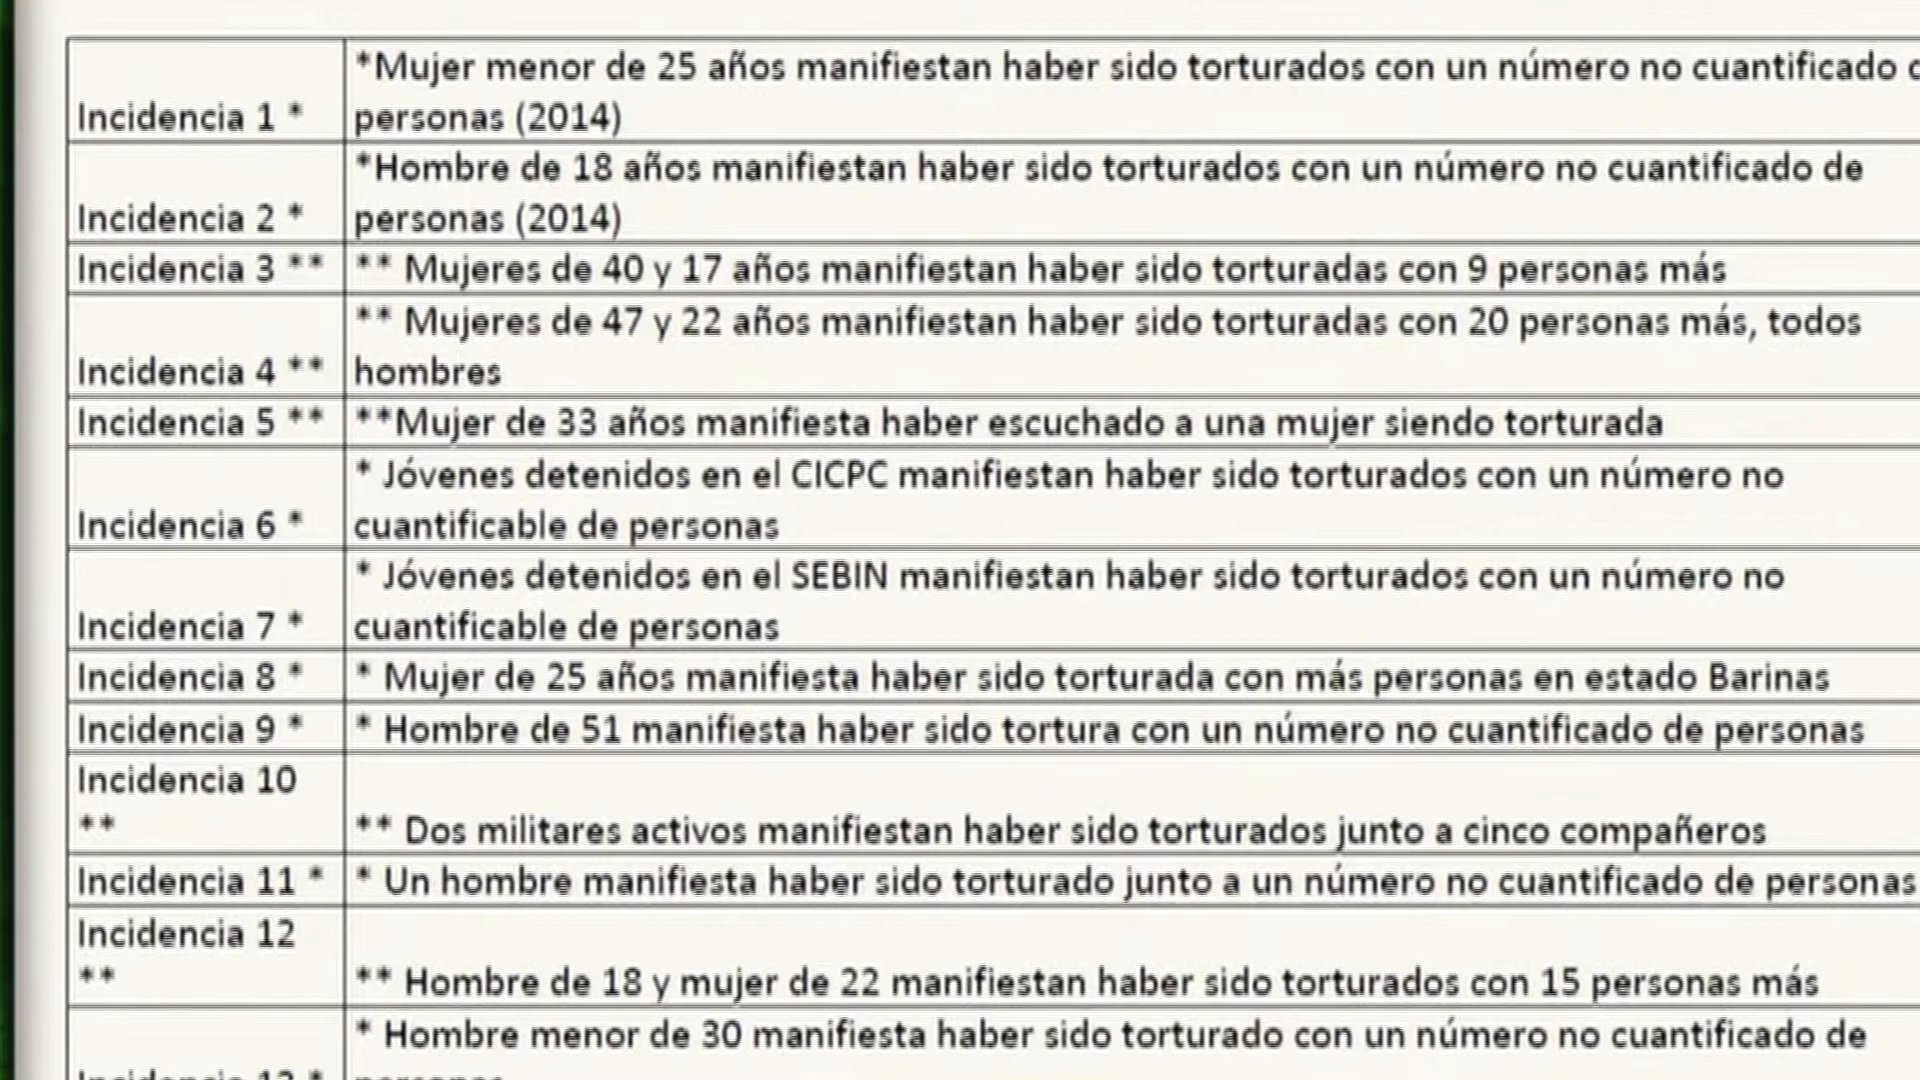 *Mujer menor de 25 años manifiestan haber sido torturados con un número no cuantificado
Incidencia 1 * personas (2014)
*Hombre de 18 años manifiestan haber sido torturados con un número no cuantificado de
Incidencia 2 * personas (2014)
Incidencia 3 ** ** Mujeres de 40 y 17 años manifiestan haber sido torturadas con 9 personas más
** Mujeres de 47 y 22 años manifiestan haber sido torturadas con 20 personas más, todos
Incidencia 4 ** hombres
Incidencia 5 ** **Mujer de 33 años manifiesta haber escuchado a una mujer siendo torturada
* Jóvenes detenidos en el CICPC manifiestan haber sido torturados con un número no
Incidencia 6 * cuantificable de personas
* Jóvenes detenidos en el SEBIN manifiestan haber sido torturados con un número no
Incidencia 7 * cuantificable de personas
Incidencia 8 * * Mujer de 25 años manifiesta haber sido torturada con más personas en estado Barinas
Incidencia 9 * * Hombre de 51 manifiesta haber sido tortura con un número no cuantificado de personas
Incidencia 10
** ** Dos militares activos manifiestan haber sido torturados junto a cinco compañeros
Incidencia 11 * * Un hombre manifiesta haber sido torturado junto a un número no cuantificado de personas
Incidencia 12
** ** Hombre de 18 y mujer de 22 manifiestan haber sido torturados con 15 personas más
* Hombre menor de 30 manifiesta haber sido torturado con un número no cuantificado de